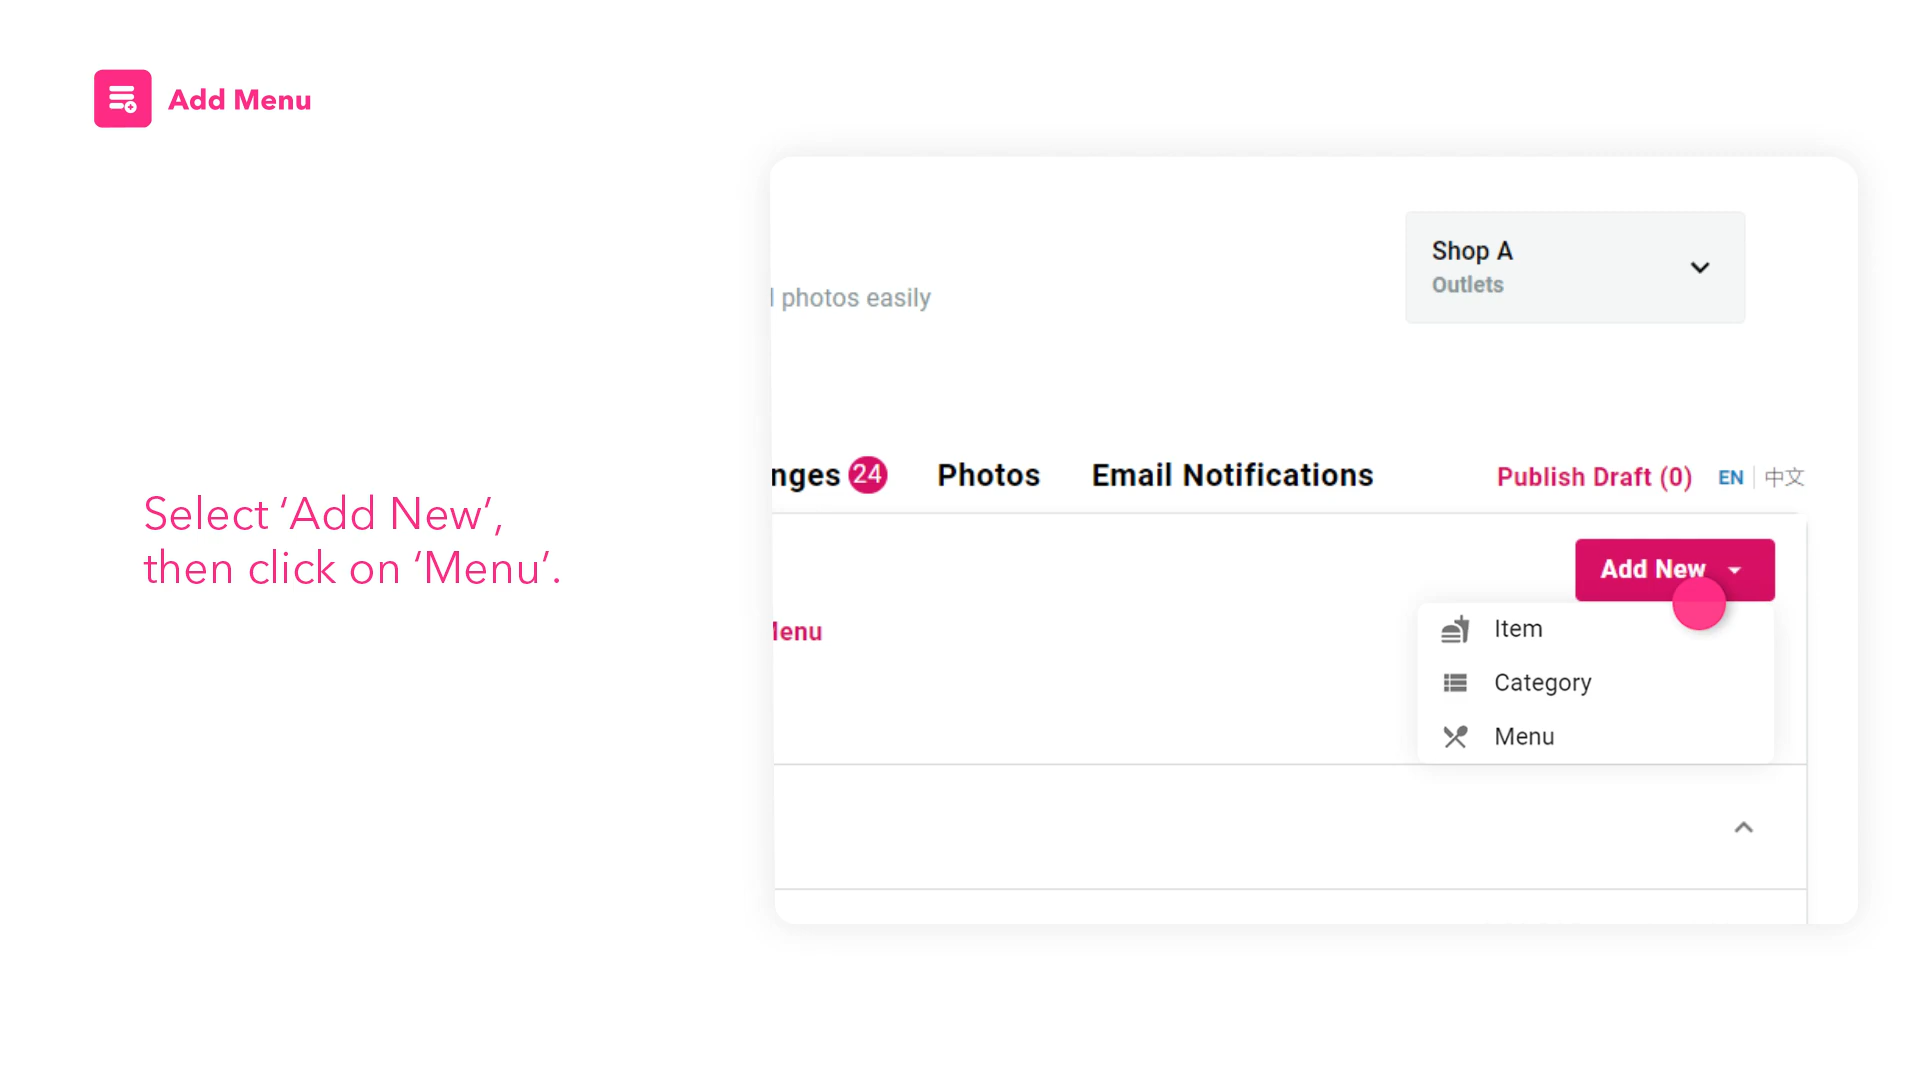 Add Menu
Shop A
Outlets
photos easily
nges 24 Photos Email Notifications Publish Draft (0) EN 中文
Select ‘Add New’,
then click on ‘Menu’.
Add New
Item
enu
Category
Menu